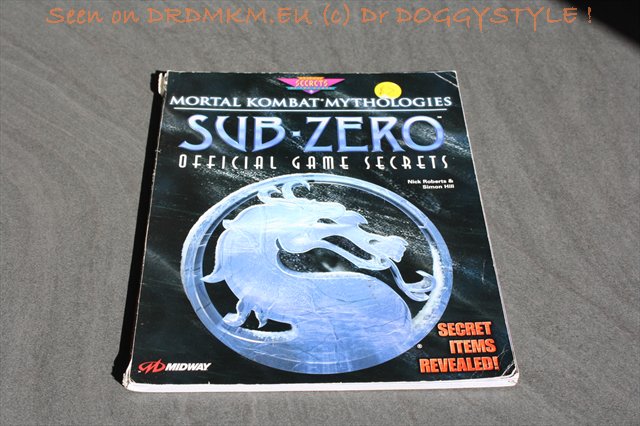 Seen on DRDMKM.EU (c) Dr DOGGYSTYLE !
SECRETS
MORTAL KOMBAT MYTHOLOGIES
SUB-ZERO™
OFFICIAL GAME SECRETS
Nick Roberts &
Simon Hill
SECRET
ITEMS
REVEALED!
®
MIDWAY